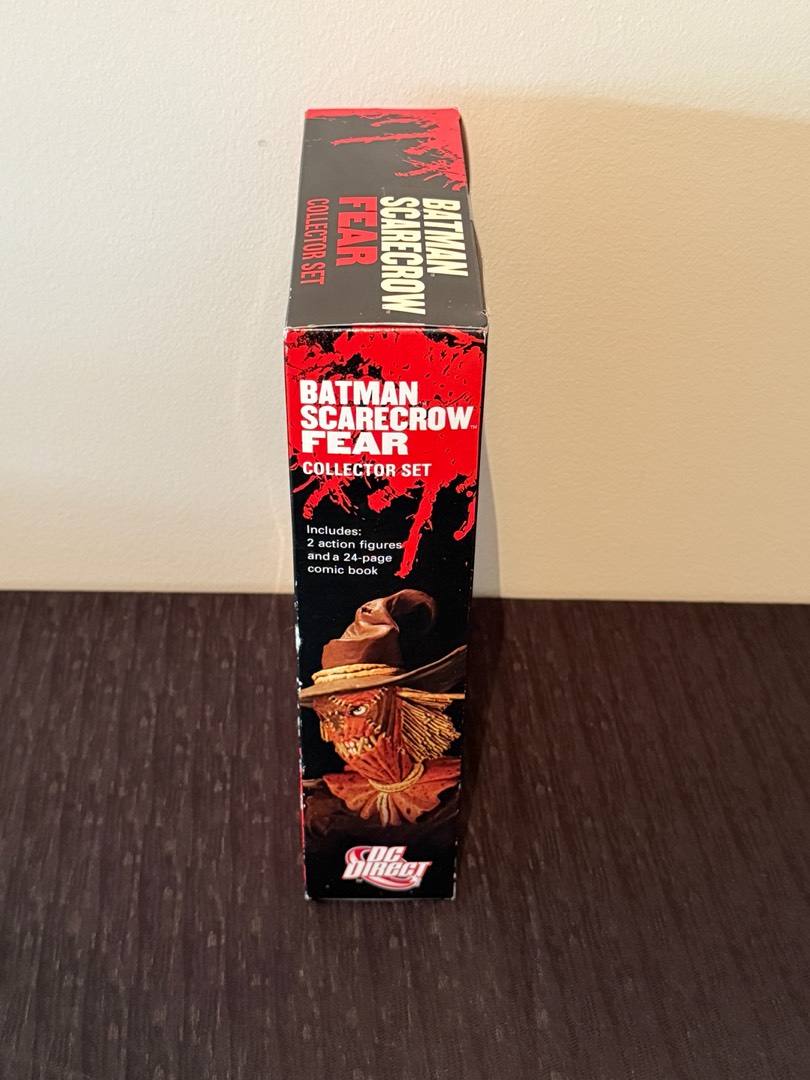 BATMAN
SCARECROW
FEAR
COLLECTOR SET
BATMAN
SCARECROW™
FEAR
COLLECTOR SET
Includes:
2 action figures
and a 24-page
comic book
DC
DIRECT